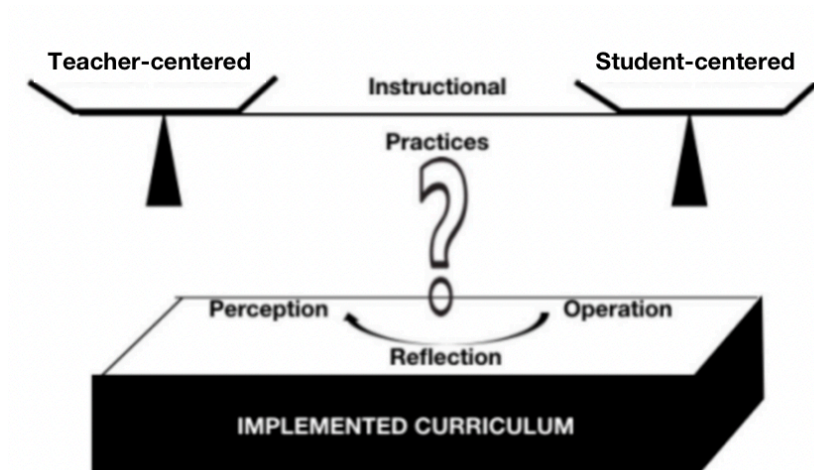 Teacher-centered
Student-centered
Instructional
Practices
?
Perception
Operation
Reflection
IMPLEMENTED CURRICULUM